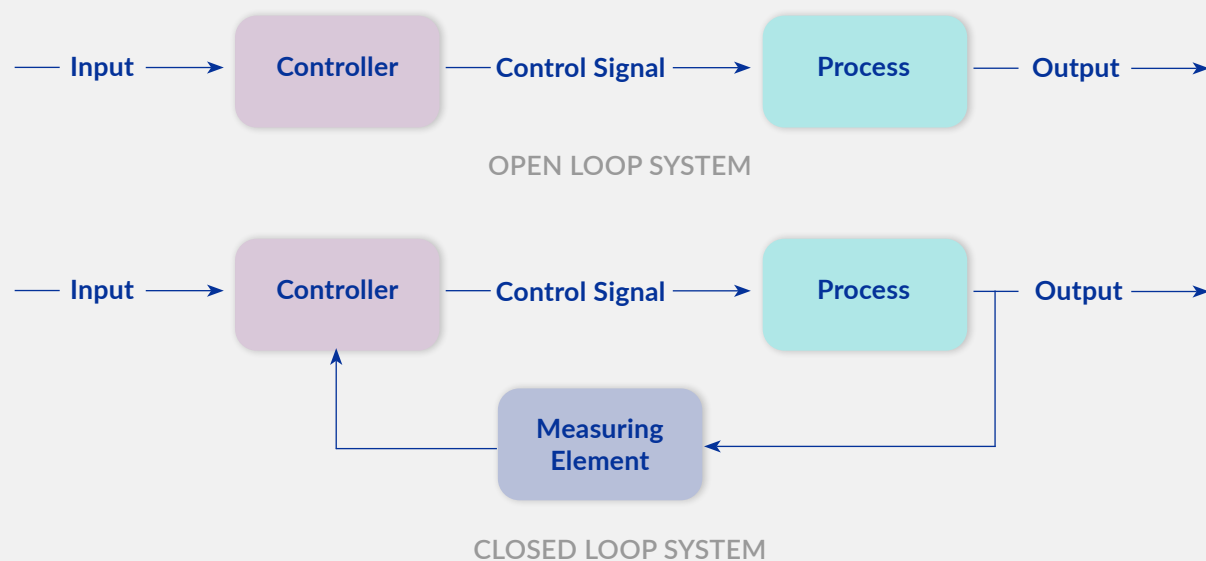 Input Controller Control Signal Process Output
OPEN LOOP SYSTEM
Input Controller Control Signal Process Output
Measuring
Element
CLOSED LOOP SYSTEM